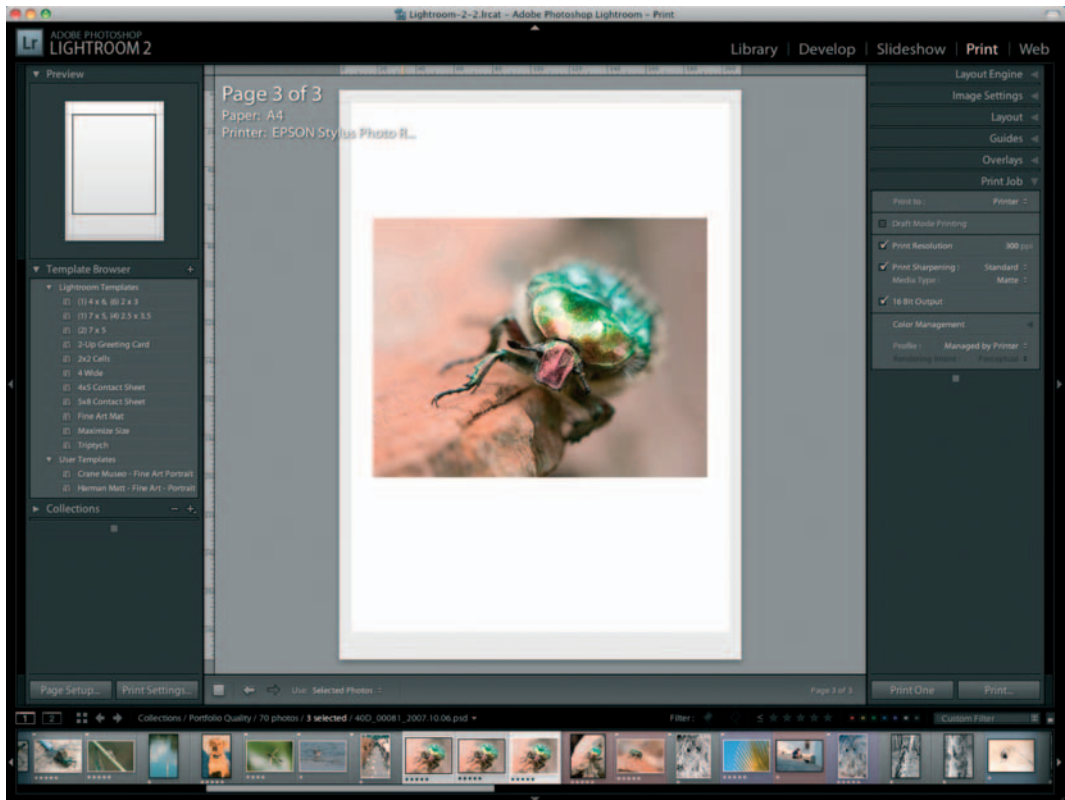 Lightroom-2-2.lrcat - Adobe Photoshop Lightroom - Print
Lr
ADOBE PHOTOSHOP
LIGHTROOM 2
Library | Develop | Slideshow | Print | Web
Preview
Page 3 of 3
Paper: A4
Printer: EPSON Stylus Photo R...
Template Browser
Lightroom Templates
(1) 4 x 6, (6) 2 x 3
(1) 7 x 5, (4) 2.5 x 3.5
(2) 7 x 5
2-Up Greeting Card
2x2 Cells
4 Wide
4x5 Contact Sheet
5x8 Contact Sheet
Fine Art Mat
Maximize Size
Triptych
User Templates
Crane Museo - Fine Art Portrait
Herman Matt - Fine Art - Portrait
Collections
Layout Engine
Image Settings
Layout
Guides
Overlays
Print Job
Print to : Printer
Draft Mode Printing
Print Resolution 300 ppi
Print Sharpening : Standard
Media Type : Matte
16 Bit Output
Color Management
Profile : Managed by Printer
Rendering Intent : Perceptual
Page Setup... Print Settings...
Use: Selected Photos
Page 3 of 3
Print One Print...
1 2 Collections / Portfolio Quality / 70 photos / 3 selected / 40D_00081_2007.10.06.psd
Filter : Custom Filter